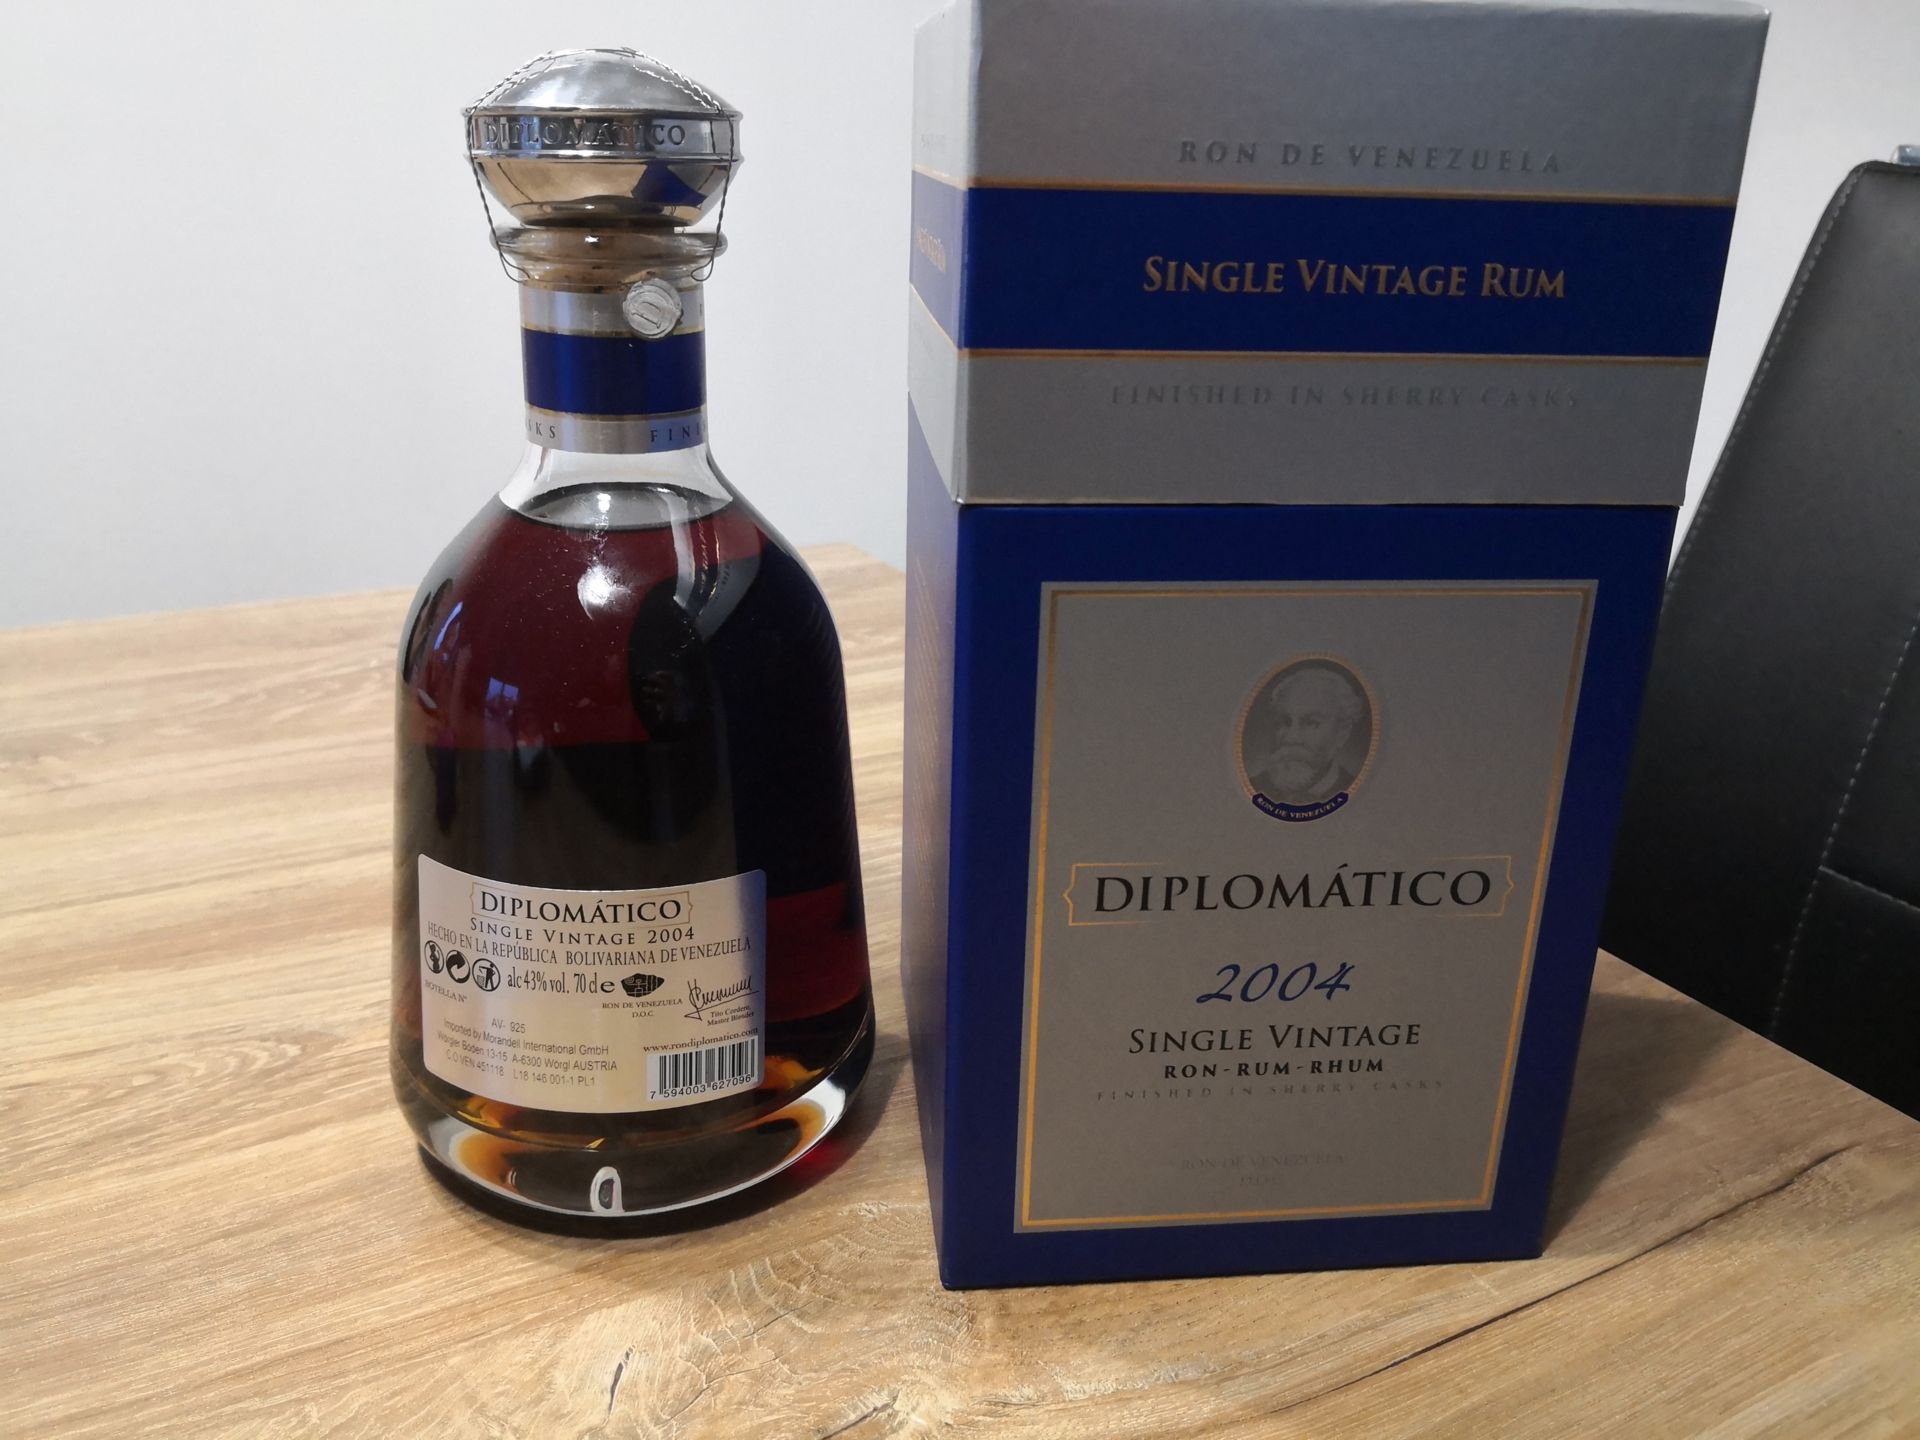 DIPLOMÁTICO
SKS FINIS
DIPLOMÁTICO
SINGLE VINTAGE 2004
HECHO EN LA REPÚBLICA BOLIVARIANA DE VENEZUELA
alc 43% vol. 70 cl e
BOTELLA Nº
RON DE VENEZUELA
D.O.C.
Tito Cordero,
Master Blender
www.rondiplomatico.com
AV- 925
Imported by Morandell International GmbH
Wörgler Boden 13-15 A-6300 Wörgl AUSTRIA
C.O VEN 451118 L18 146 001-1 PL1
7 594003 627096
RON DE VENEZUELA
SINGLE VINTAGE RUM
FINISHED IN SHERRY CASKS
RON DE VENEZUELA
DIPLOMÁTICO
2004
SINGLE VINTAGE
RON-RUM-RHUM
FINISHED IN SHERRY CASKS
RON DE VENEZUELA